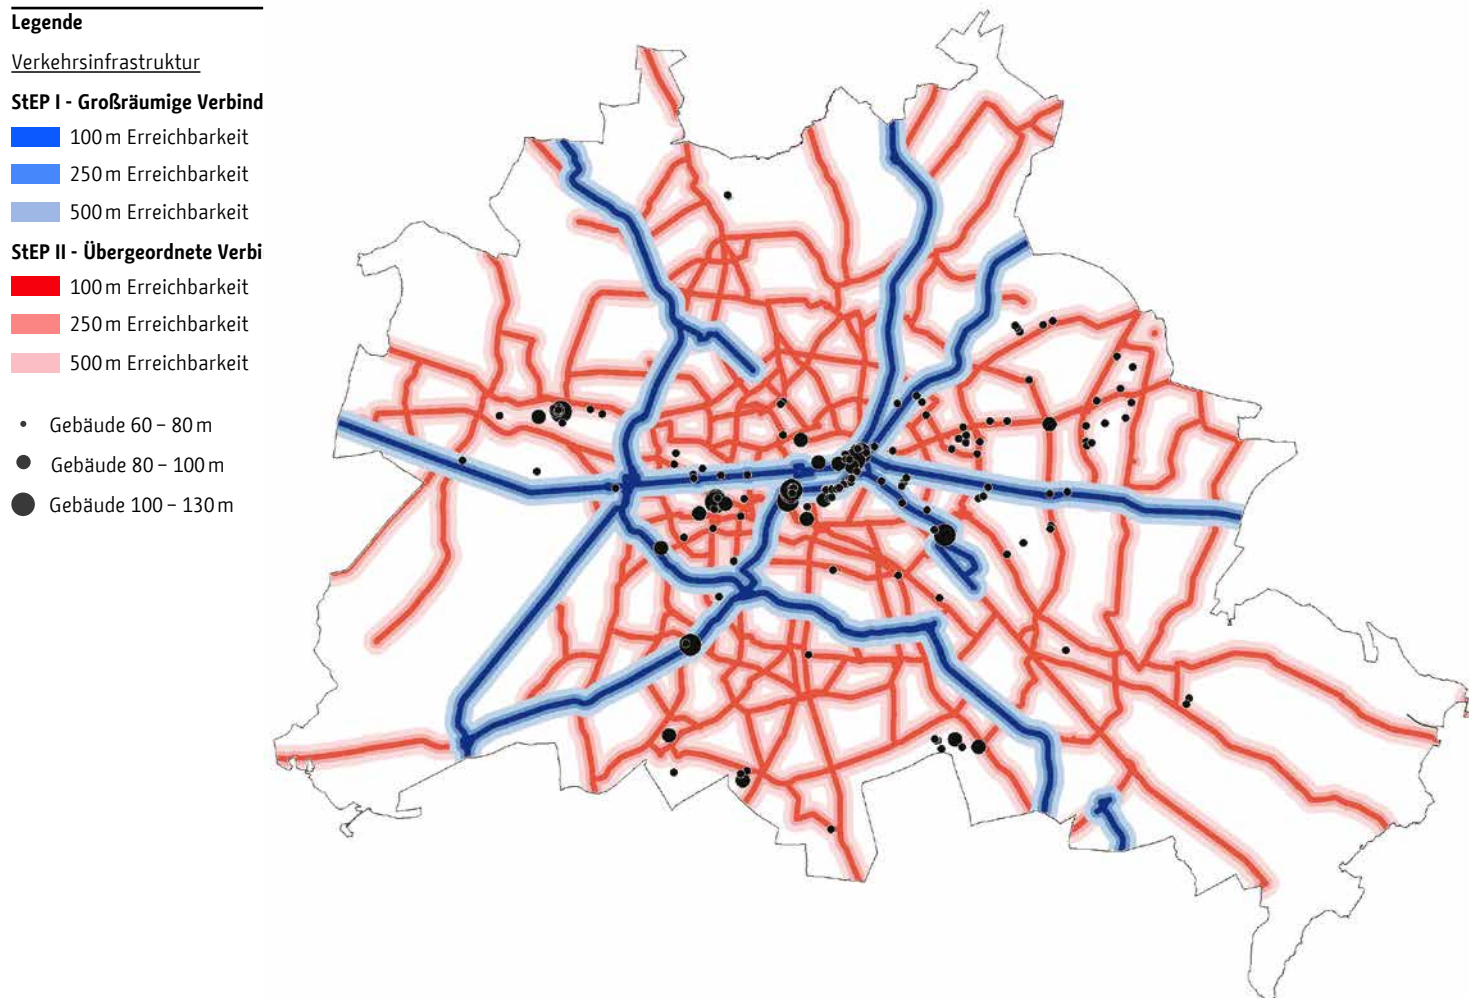 Legende
Verkehrsinfrastruktur
StEP I - Großräumige Verbind
100 m Erreichbarkeit
250 m Erreichbarkeit
500 m Erreichbarkeit
StEP II - Übergeordnete Verbi
100 m Erreichbarkeit
250 m Erreichbarkeit
500 m Erreichbarkeit
Gebäude 60 – 80 m
Gebäude 80 – 100 m
Gebäude 100 – 130 m